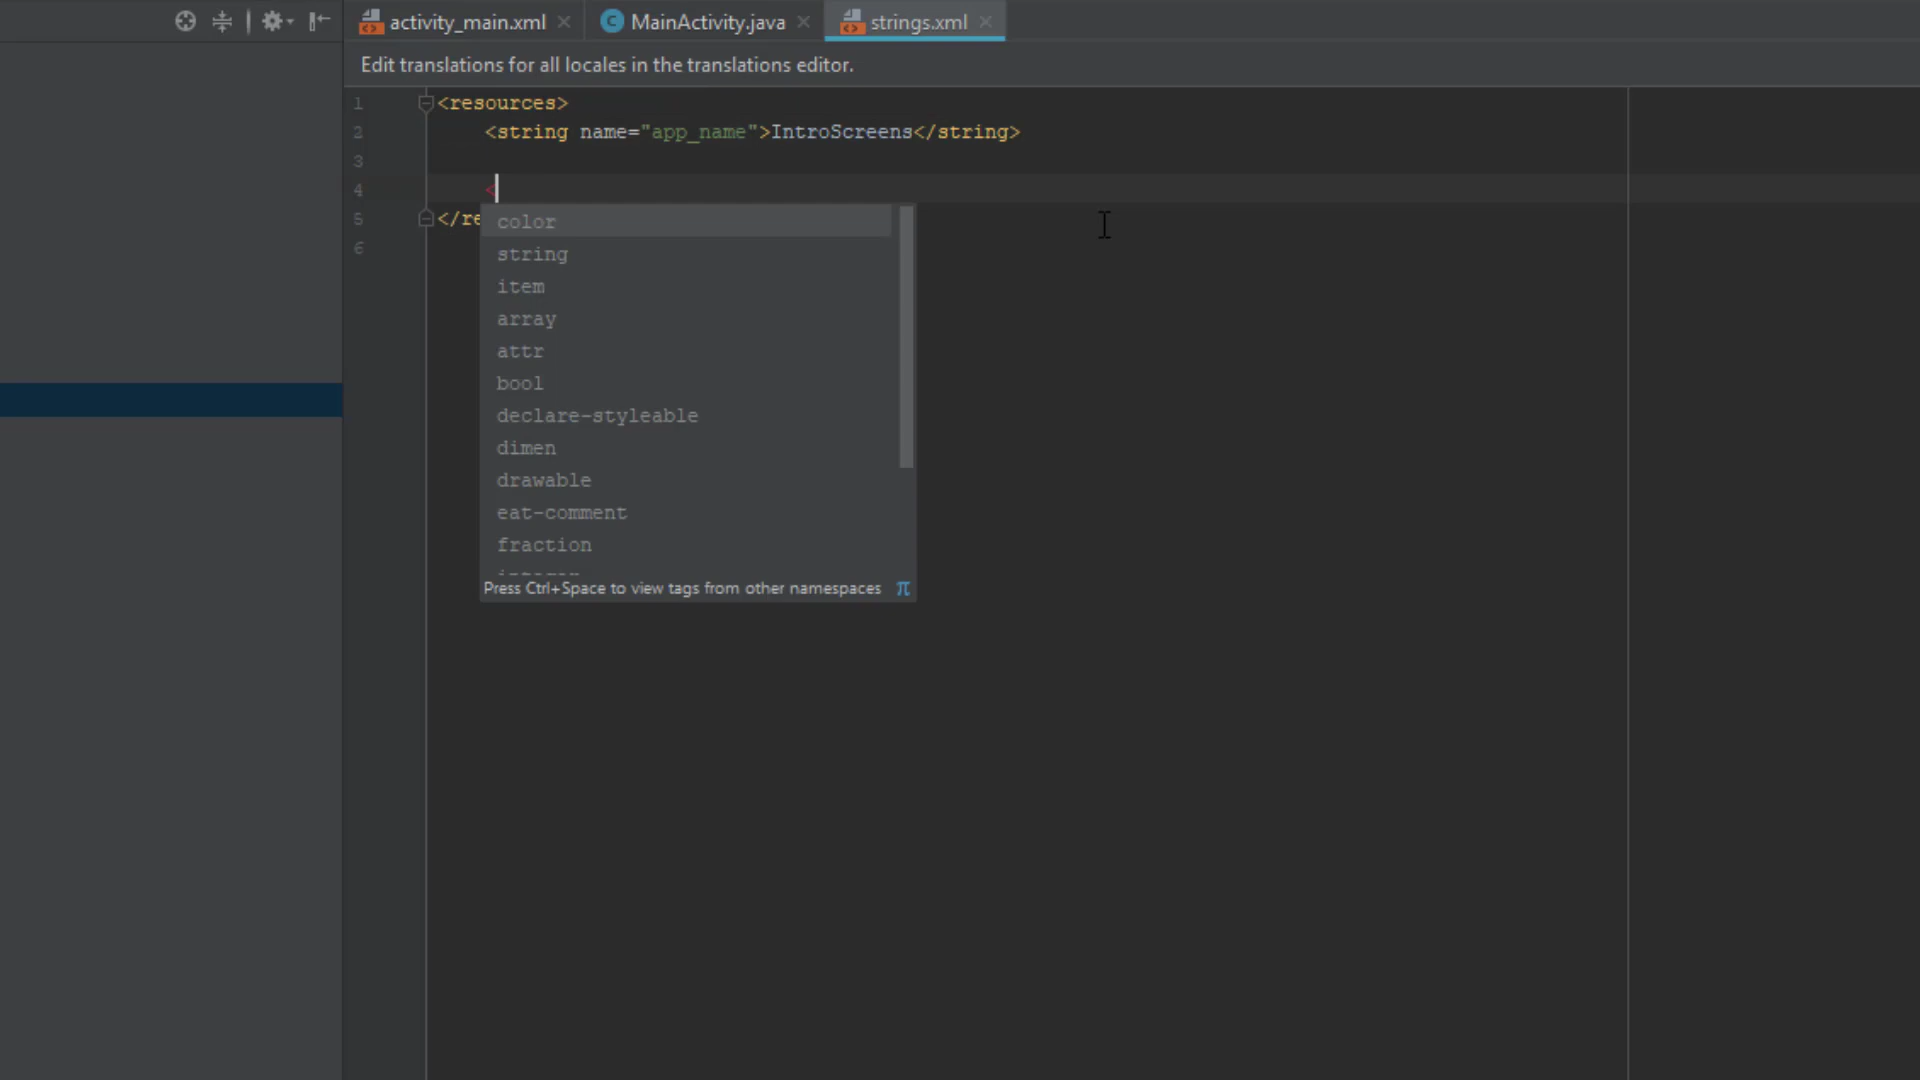 activity_main.xml MainActivity.java strings.xml
Edit translations for all locales in the translations editor.
1 <resources>
2 <string name="app_name">IntroScreens</string>
3
4 <
5 </re
6
color
string
item
array
attr
bool
declare-styleable
dimen
drawable
eat-comment
fraction
Press Ctrl+Space to view tags from other namespaces π